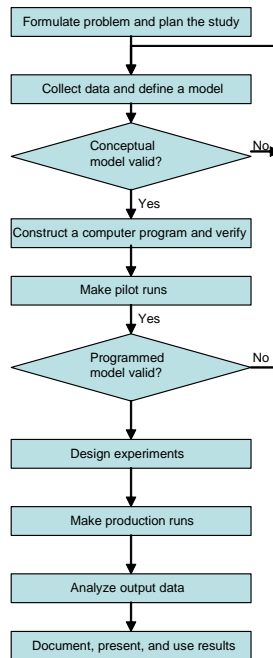 Formulate problem and plan the study
Collect data and define a model
Conceptual
model valid?
No
Yes
Construct a computer program and verify
Make pilot runs
Yes
Programmed
model valid?
No
Design experiments
Make production runs
Analyze output data
Document, present, and use results